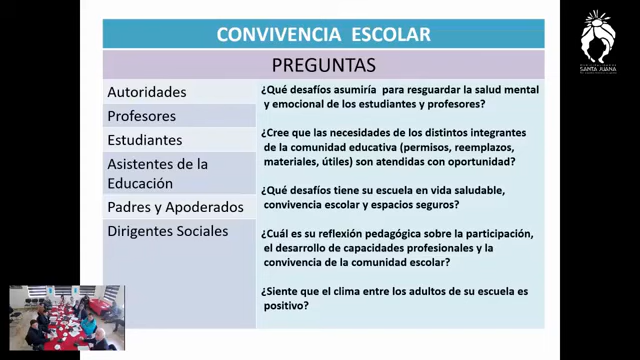 CONVIVENCIA ESCOLAR
PREGUNTAS
Autoridades
Profesores
Estudiantes
Asistentes de la
Educación
Padres y Apoderados
Dirigentes Sociales
¿Qué desafíos asumiría para resguardar la salud mental
y emocional de los estudiantes y profesores?
¿Cree que las necesidades de los distintos integrantes
de la comunidad educativa (permisos, reemplazos,
materiales, útiles) son atendidas con oportunidad?
¿Qué desafíos tiene su escuela en vida saludable,
convivencia escolar y espacios seguros?
¿Cuál es su reflexión pedagógica sobre la participación,
el desarrollo de capacidades profesionales y la
convivencia de la comunidad escolar?
¿Siente que el clima entre los adultos de su escuela es
positivo?
SANTA JUANA